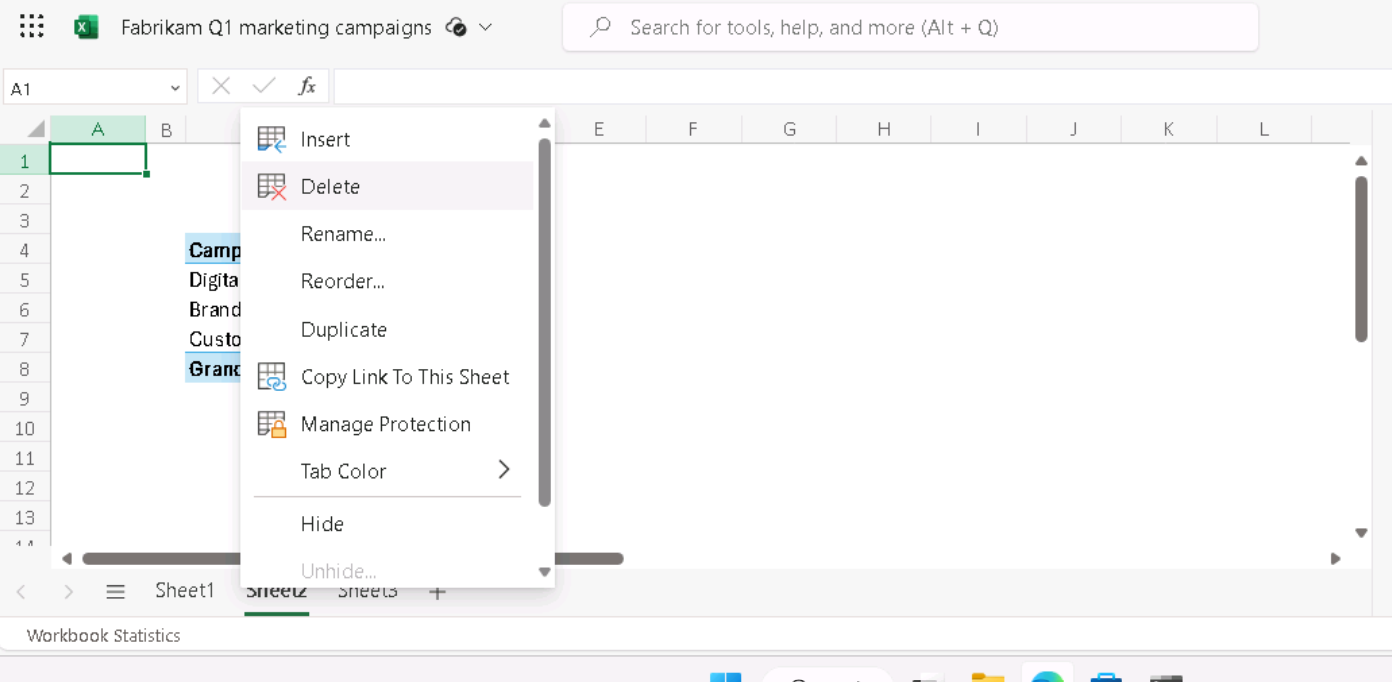 Fabrikam Q1 marketing campaigns
Search for tools, help, and more (Alt + Q)
A1
fx
A B E F G H I J K L
1
2
3
4 Camp
5 Digita
6 Brand
7 Custo
8 Grand
9
10
11
12
13
14
Insert
Delete
Rename...
Reorder...
Duplicate
Copy Link To This Sheet
Manage Protection
Tab Color
Hide
Unhide...
Sheet1 Sheet2 Sheet3
Workbook Statistics